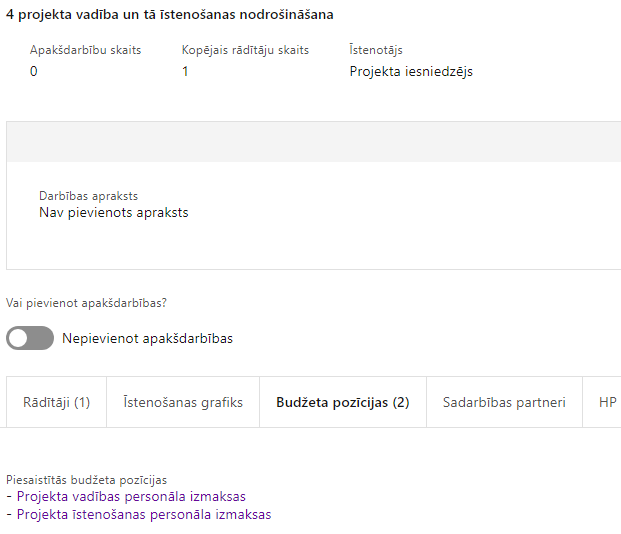 4 projekta vadība un tā īstenošanas nodrošināšana
Apakšdarbību skaits Kopējais rādītāju skaits Īstenotājs
0 1 Projekta iesniedzējs
Darbības apraksts
Nav pievienots apraksts
Vai pievienot apakšdarbības?
Nepievienot apakšdarbības
Rādītāji (1) Īstenošanas grafiks Budžeta pozīcijas (2) Sadarbības partneri HP
Piesaistītās budžeta pozīcijas
- Projekta vadības personāla izmaksas
- Projekta īstenošanas personāla izmaksas